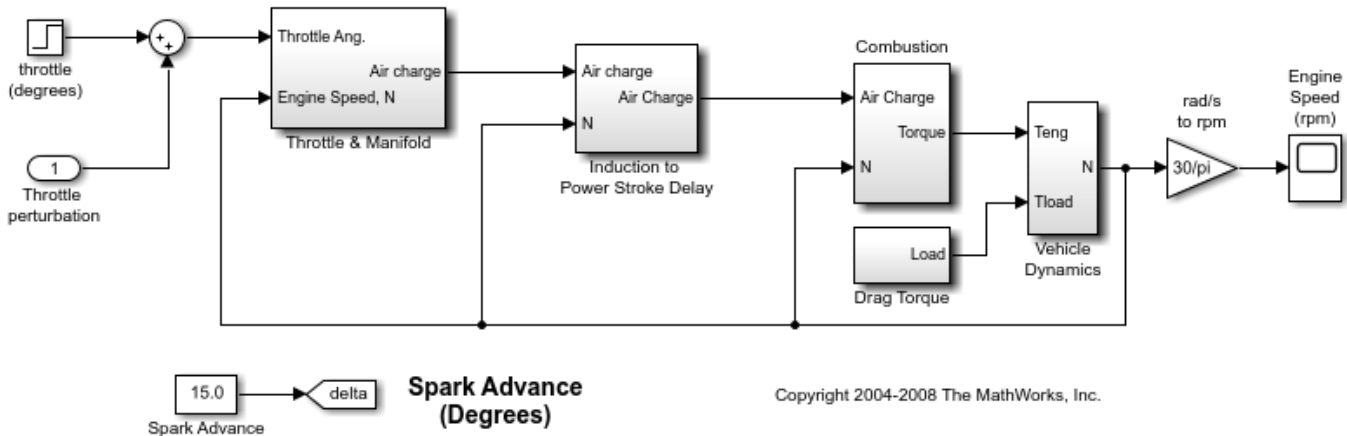 throttle
(degrees)
+
+
1
Throttle
perturbation
Throttle Ang.
Air charge
Engine Speed, N
Throttle & Manifold
Air charge
Air Charge
N
Induction to
Power Stroke Delay
Combustion
Air Charge
Torque
N
Load
Drag Torque
Teng
N
Tload
Vehicle
Dynamics
rad/s
to rpm
30/pi
Engine
Speed
(rpm)
15.0
Spark Advance
delta
Spark Advance
(Degrees)
Copyright 2004-2008 The MathWorks, Inc.